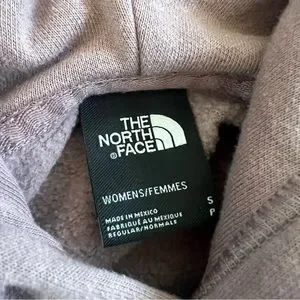 THE
NORTH
FACE
WOMENS/FEMMES
S
MADE IN MEXICO
P
FABRIQUÉ AU MEXIQUE
REGULAR/NORMALE